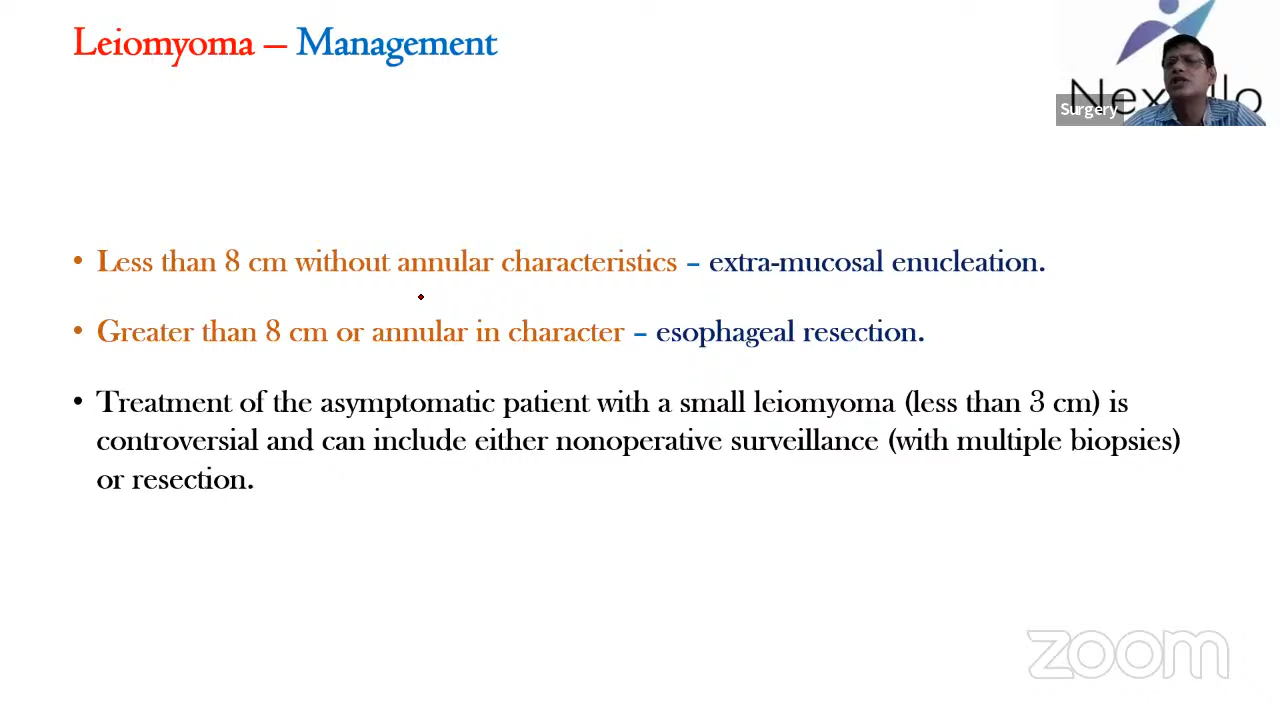 Leiomyoma – Management
Surgery
• Less than 8 cm without annular characteristics – extra-mucosal enucleation.
• Greater than 8 cm or annular in character – esophageal resection.
• Treatment of the asymptomatic patient with a small leiomyoma (less than 3 cm) is
controversial and can include either nonoperative surveillance (with multiple biopsies)
or resection.
zoom